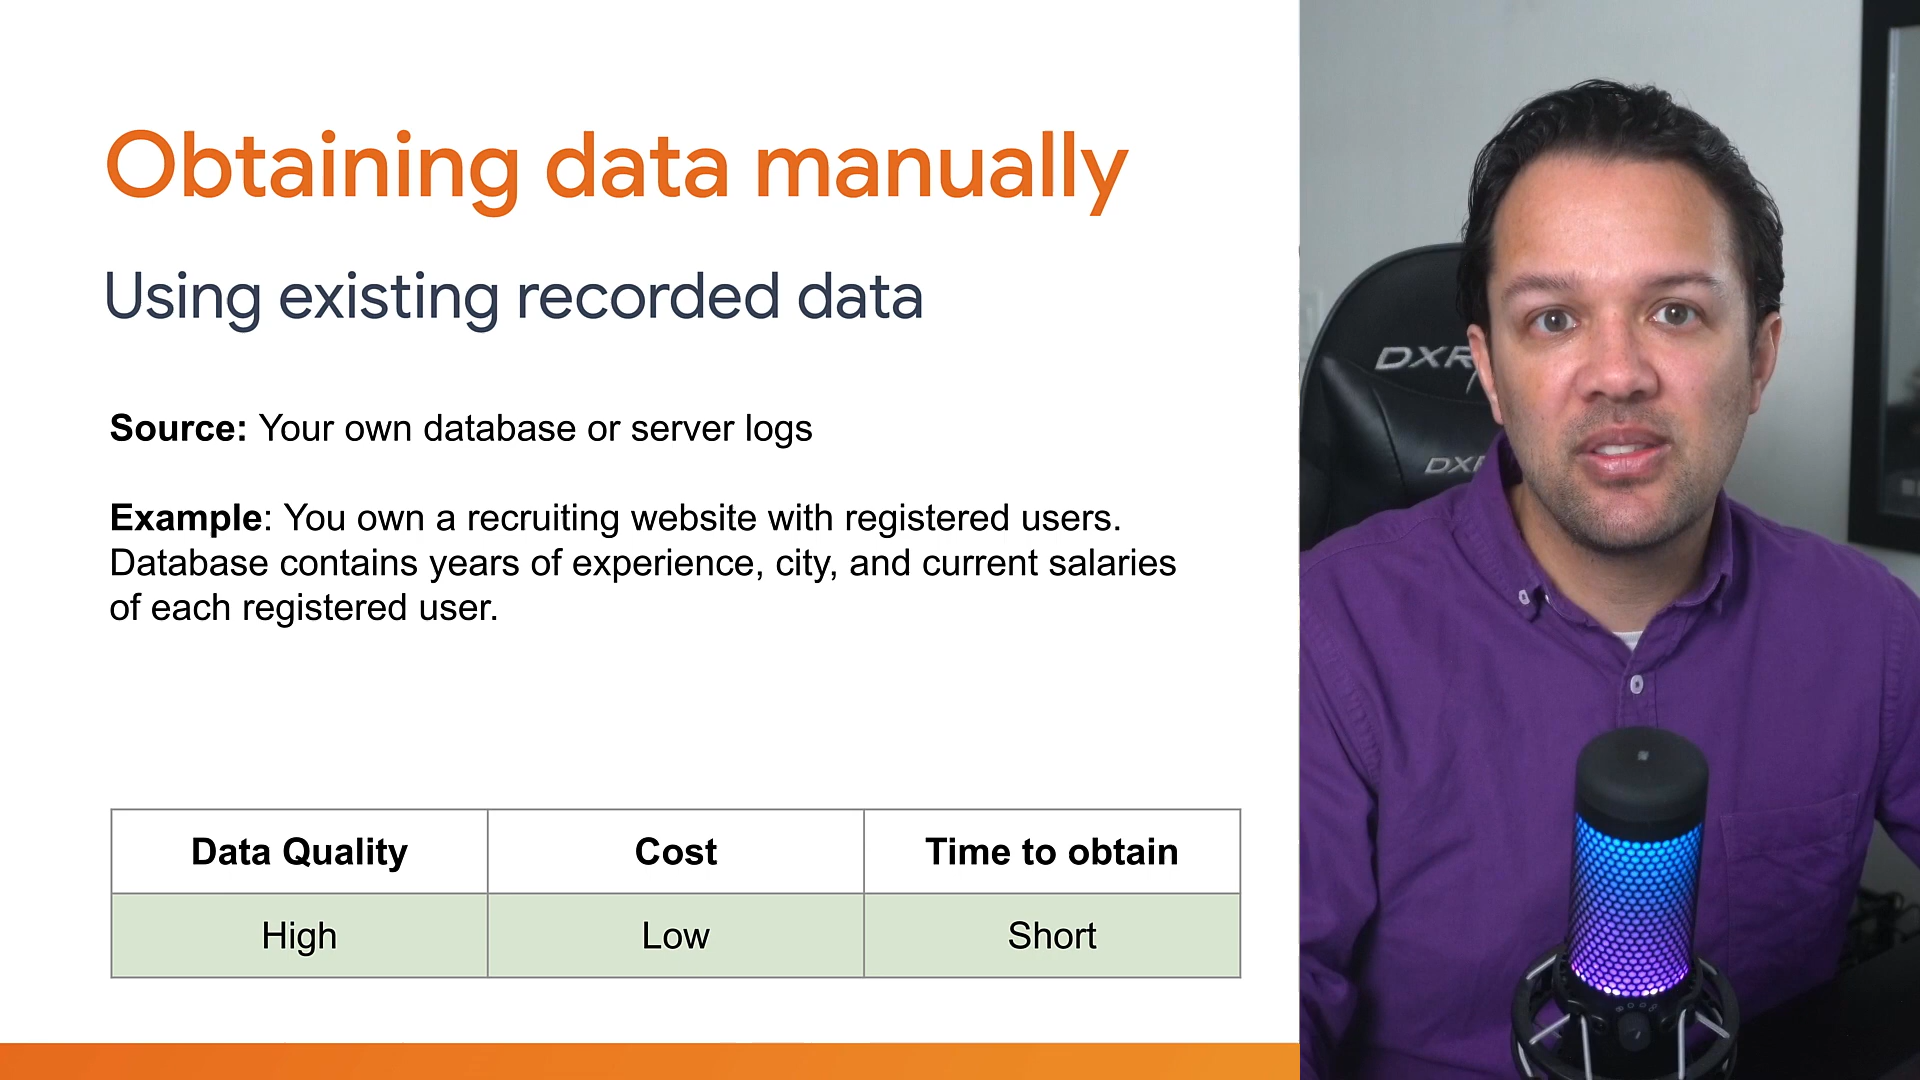 Obtaining data manually
Using existing recorded data
Source: Your own database or server logs
Example: You own a recruiting website with registered users.
Database contains years of experience, city, and current salaries
of each registered user.
Data Quality Cost Time to obtain
High Low Short
DXR
DX